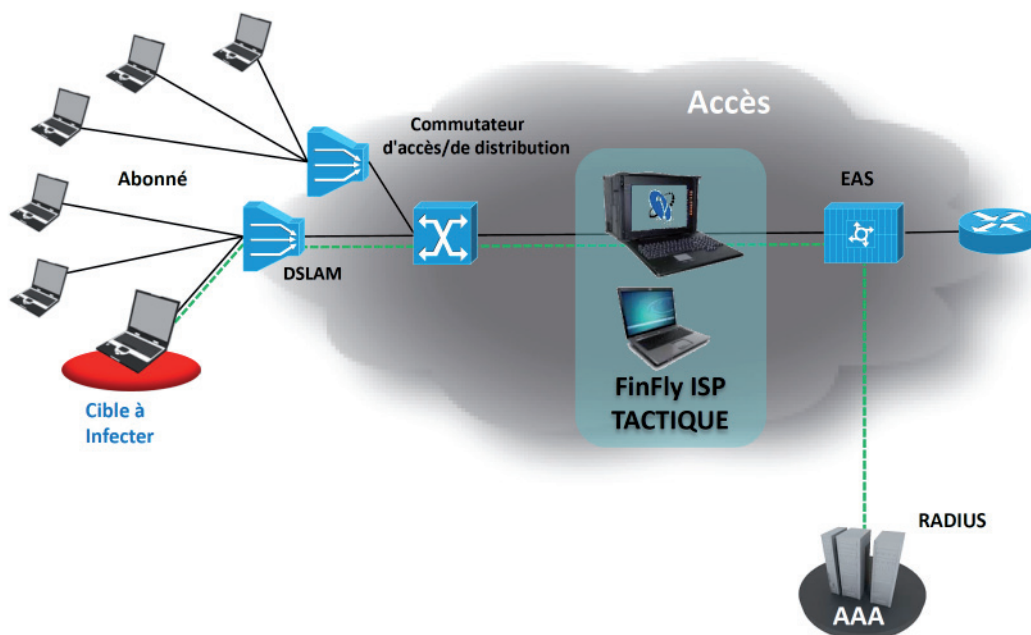 Accès
Commutateur
d'accès/de distribution
Abonné
EAS
DSLAM
FinFly ISP
TACTIQUE
Cible à
Infecter
RADIUS
AAA